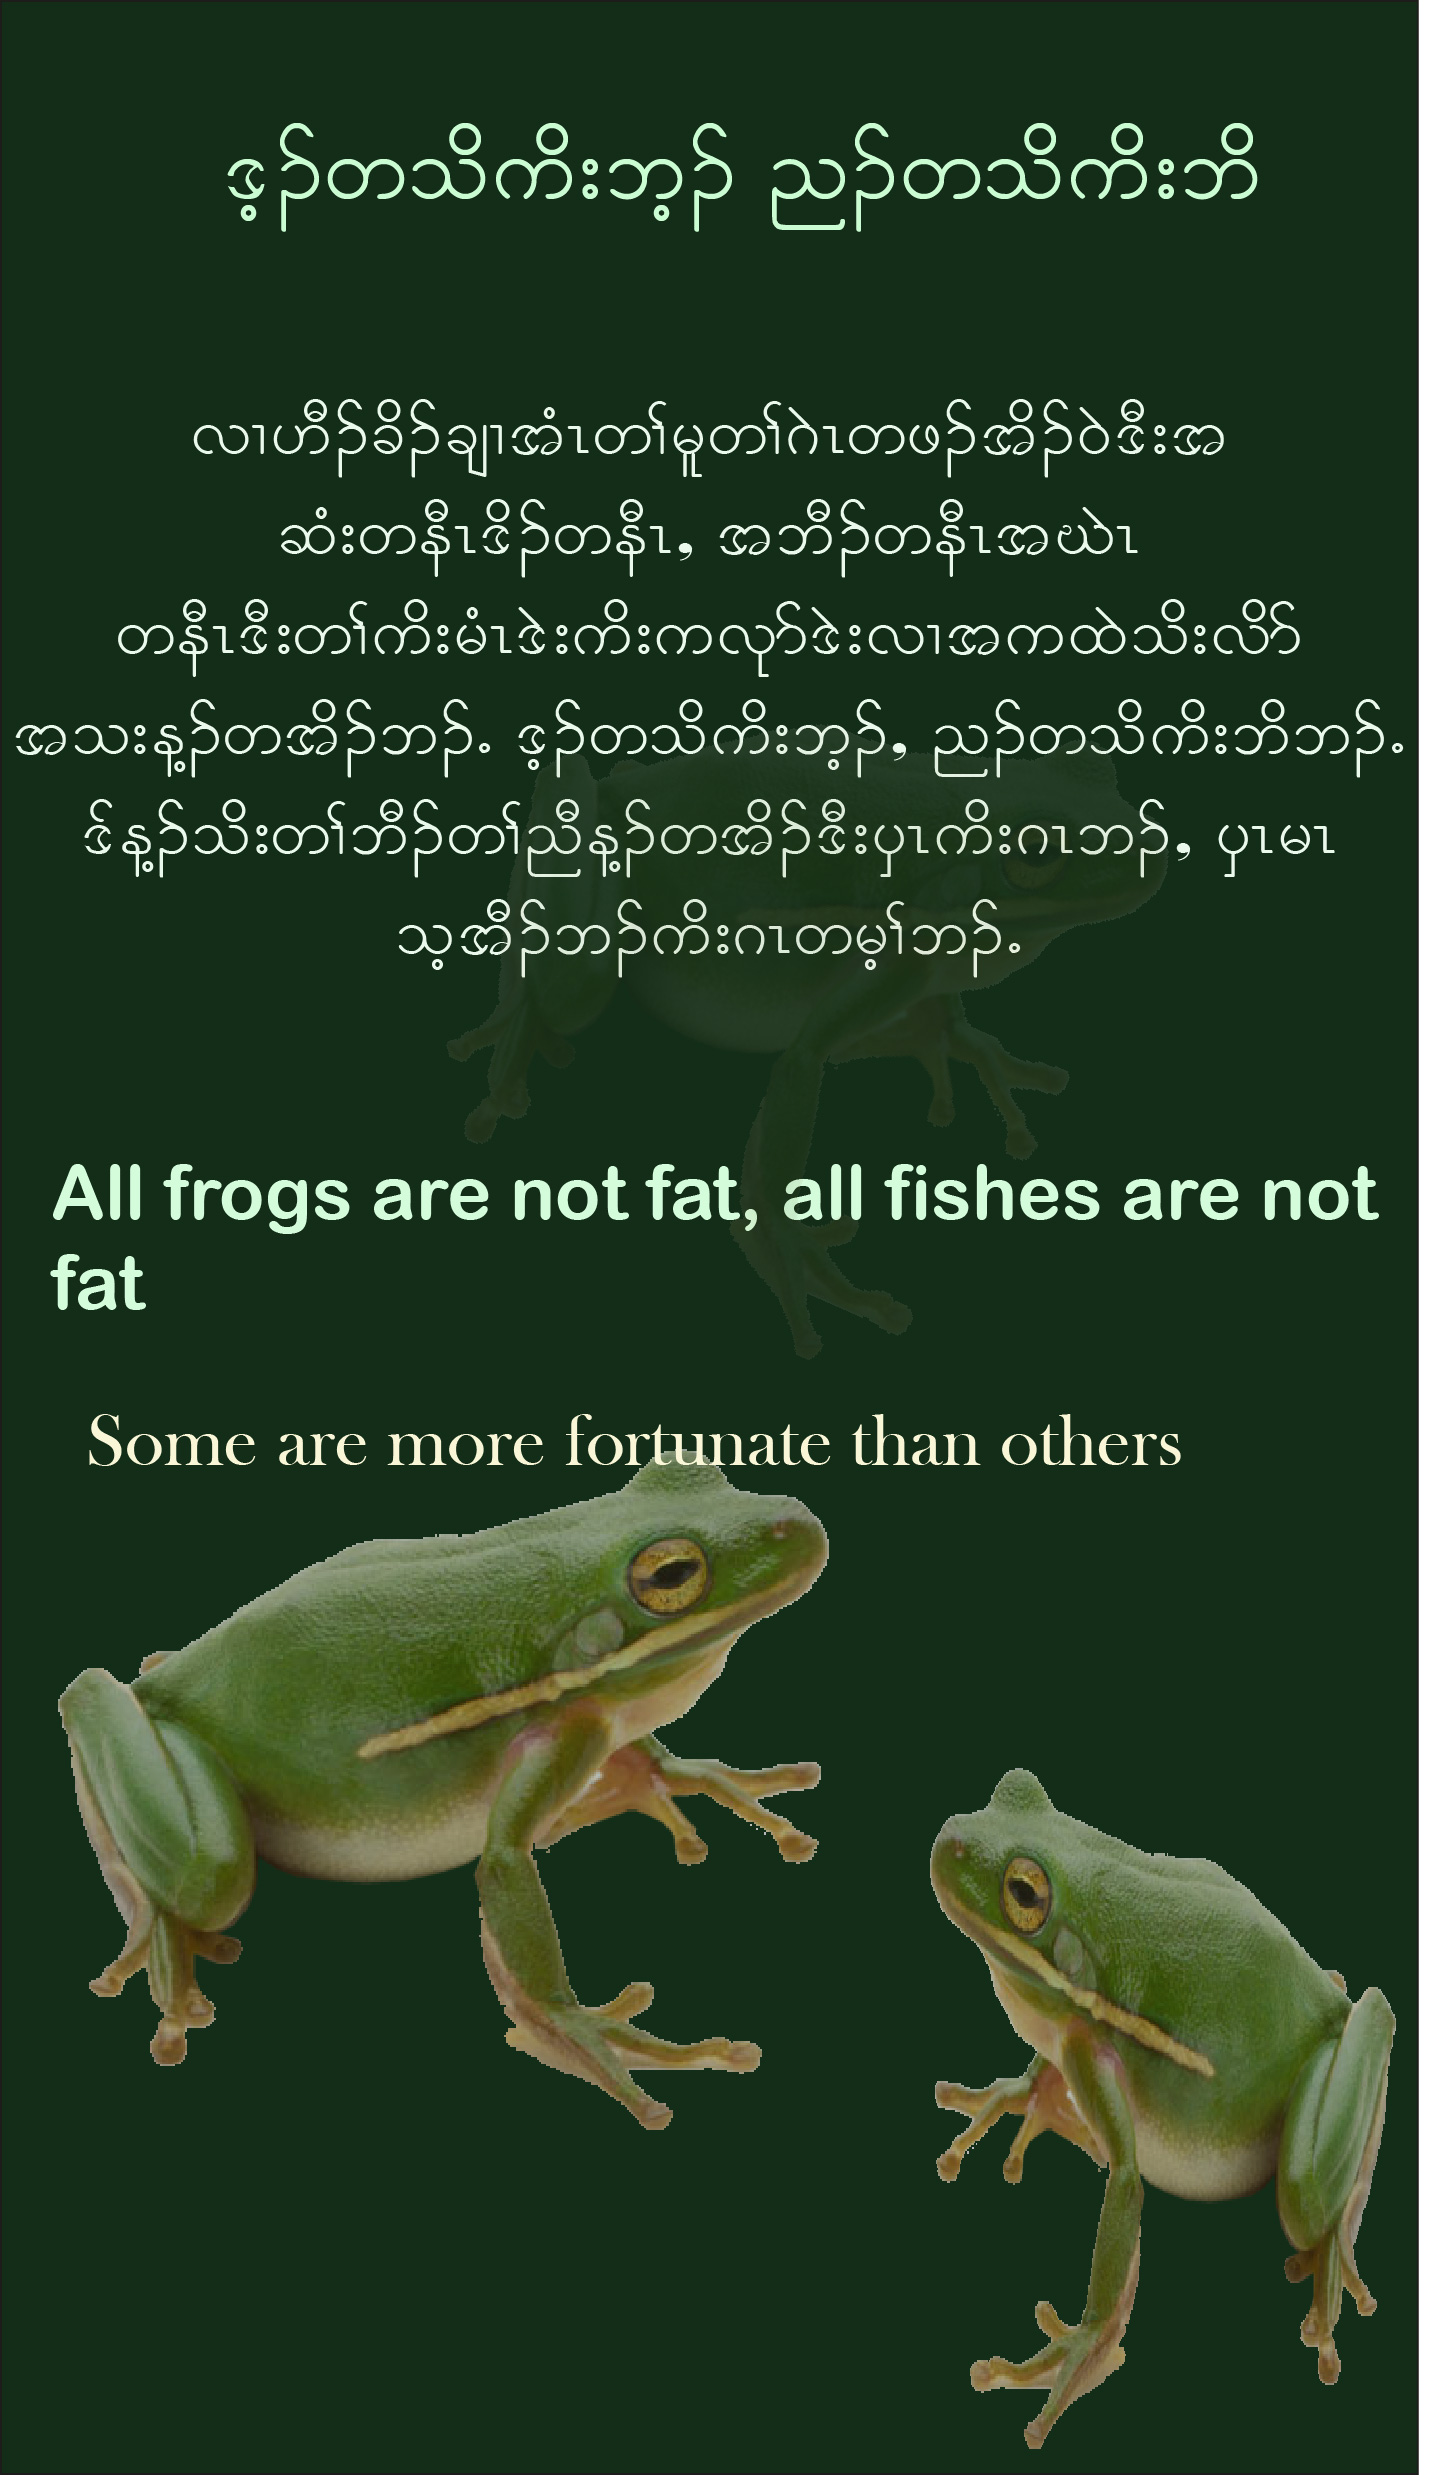 ဒ့ၣ်တသိကိးဘ့ၣ် ညၣ်တသိကိးဘိ
လၢဟီၣ်ခိၣ်ချၢအံၤတၢ်မူတၢ်ဂဲၤတဖၣ်အိၣ်ဝဲဒီးအ
ဆံးတနီၤဒိၣ်တနီၤ, အဘီၣ်တနီၤအဃဲၤ
တနီၤဒီးတၢ်ကိးမံၤဒဲးကိးကလုာ်ဒဲးလၢအကထဲသိးလိာ်
အသးန့ၣ်တအိၣ်ဘၣ်. ဒ့ၣ်တသိကိးဘ့ၣ်, ညၣ်တသိကိးဘိဘၣ်.
ဒ်န့ၣ်သိးတၢ်ဘီၣ်တၢ်ညီန့ၣ်တအိၣ်ဒီးပှၤကိးဂၤဘၣ်, ပှၤမၤ
သ့အီၣ်ဘၣ်ကိးဂၤတမ့ၢ်ဘၣ်.
All frogs are not fat, all fishes are not
fat
Some are more fortunate than others